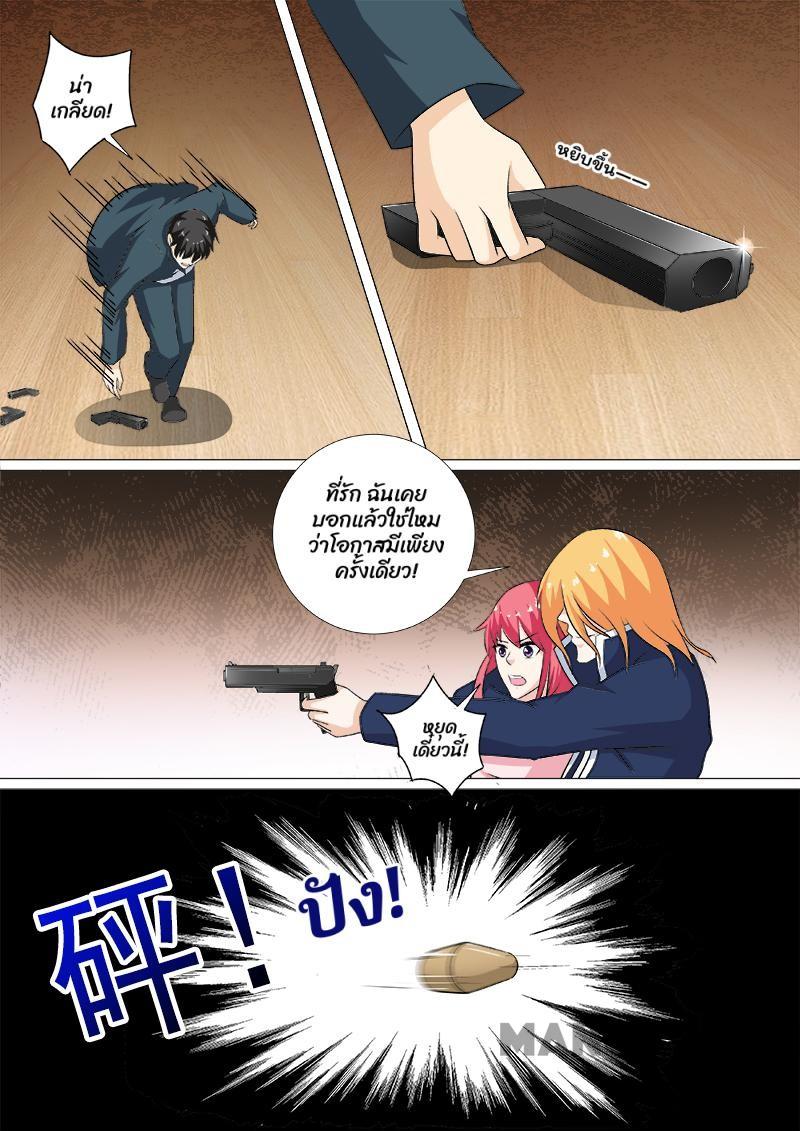 น่า
เกลียด!
หยิบขึ้น——
ที่รัก ฉันเคย
บอกแล้วใช่ไหม
ว่าโอกาสมีเพียง
ครั้งเดียว!
หยุด
เดี๋ยวนี้!
砰！
ปัง!